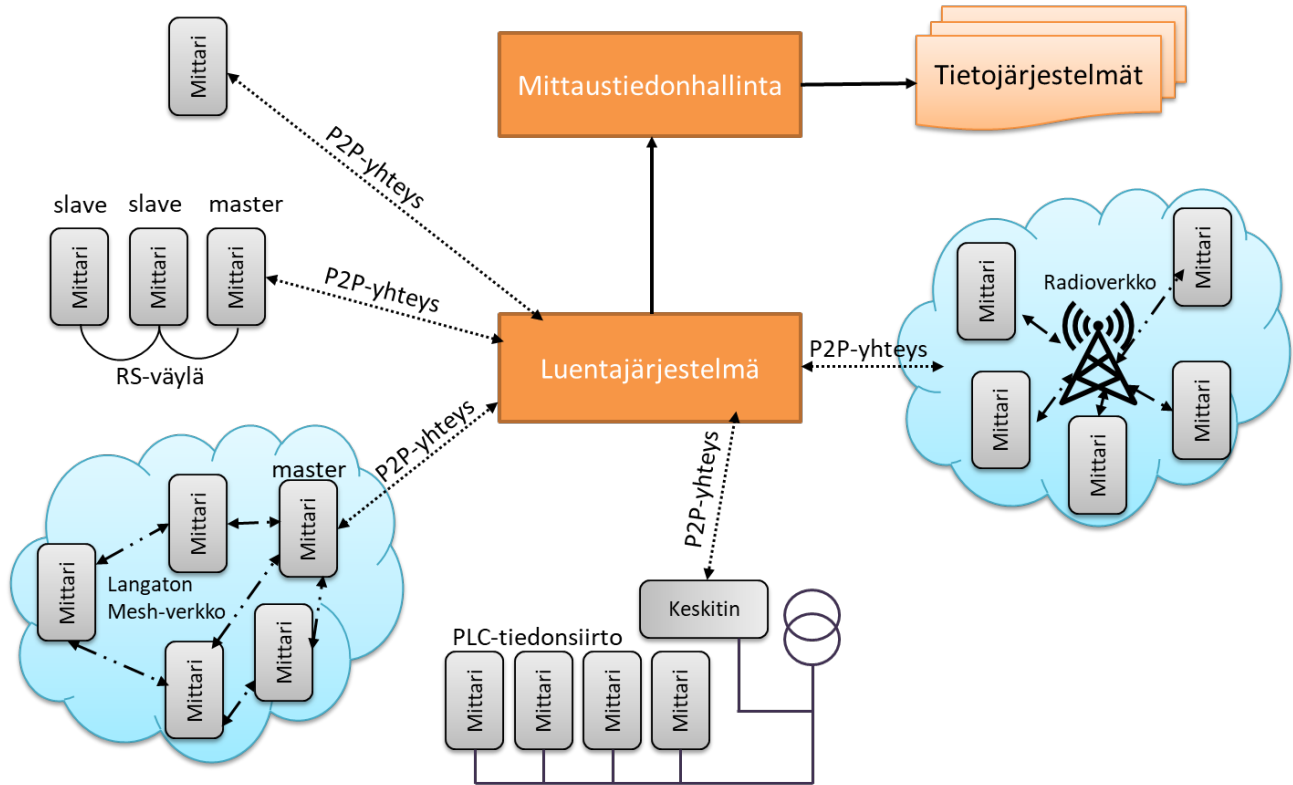 Mittari
Mittaustiedonhallinta
Tietojärjestelmät
P2P-yhteys
slave
slave
master
Mittari
Mittari
Mittari
RS-väylä
P2P-yhteys
Luentajärjestelmä
P2P-yhteys
Radioverkko
Mittari
Mittari
Mittari
Mittari
Mittari
P2P-yhteys
master
Mittari
Mittari
Mittari
Langaton
Mesh-verkko
Mittari
Mittari
P2P-yhteys
Keskitin
PLC-tiedonsiirto
Mittari
Mittari
Mittari
Mittari